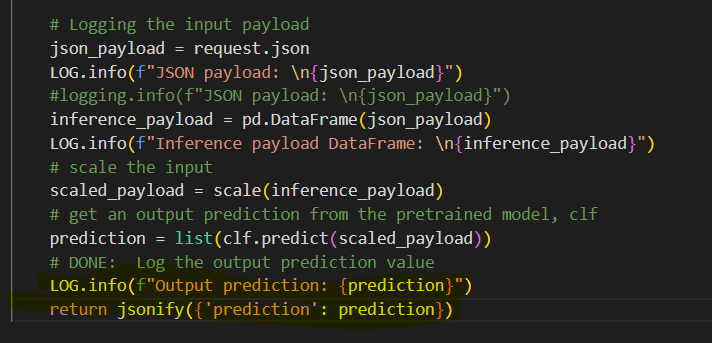 # Logging the input payload
json_payload = request.json
LOG.info(f"JSON payload: \n{json_payload}")
#logging.info(f"JSON payload: \n{json_payload}")
inference_payload = pd.DataFrame(json_payload)
LOG.info(f"Inference payload DataFrame: \n{inference_payload}")
# scale the input
scaled_payload = scale(inference_payload)
# get an output prediction from the pretrained model, clf
prediction = list(clf.predict(scaled_payload))
# DONE:  Log the output prediction value
LOG.info(f"Output prediction: {prediction}")
return jsonify({'prediction': prediction})